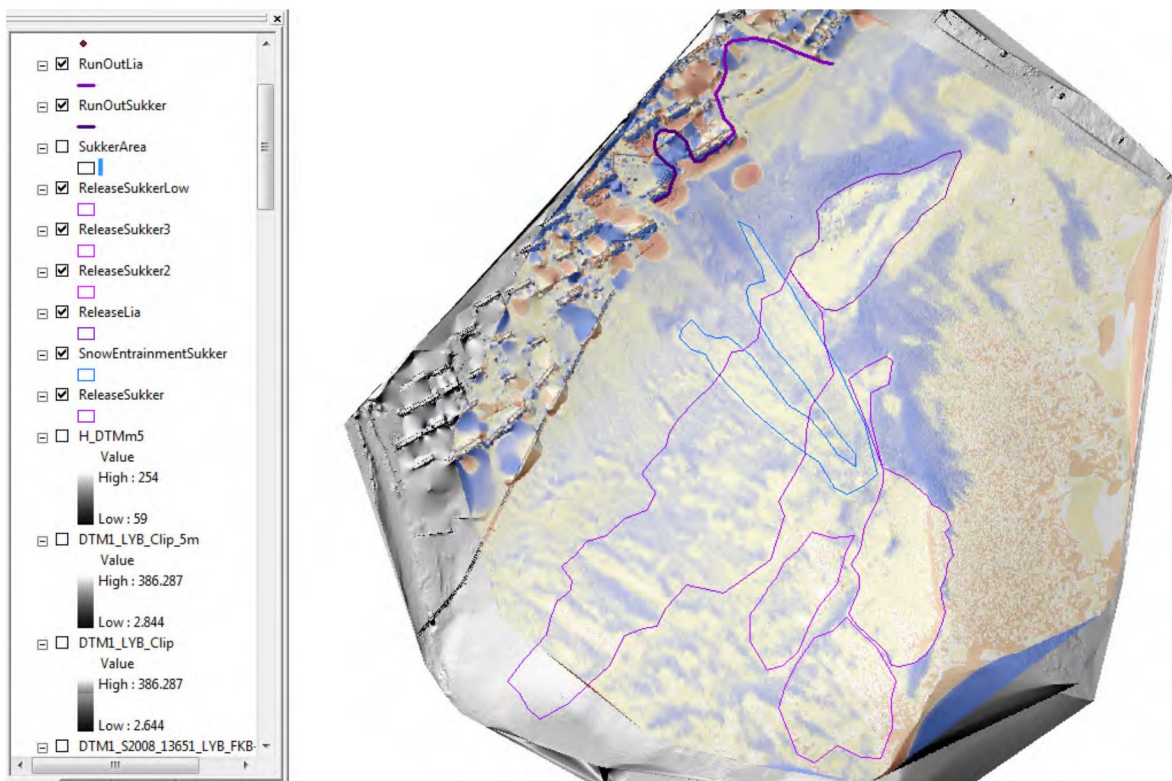 RunOutLia
RunOutSukker
SukkerArea
ReleaseSukkerLow
ReleaseSukker3
ReleaseSukker2
ReleaseLia
SnowEntrainmentSukker
ReleaseSukker
H_DTMm5
Value
High : 254
Low : 59
DTM1_LYB_Clip_5m
Value
High : 386.287
Low : 2.844
DTM1_LYB_Clip
Value
High : 386.287
Low : 2.644
DTM1_S2008_13651_LYB_FKB-